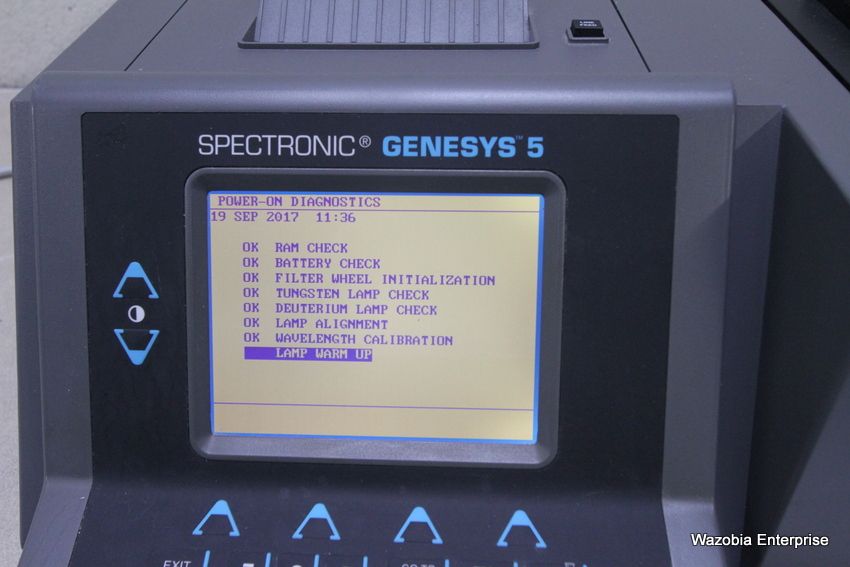 LINE FEED
SPECTRONIC® GENESYS™ 5
POWER-ON DIAGNOSTICS
19 SEP 2017 11:36
OK RAM CHECK
OK BATTERY CHECK
OK FILTER WHEEL INITIALIZATION
OK TUNGSTEN LAMP CHECK
OK DEUTERIUM LAMP CHECK
OK LAMP ALIGNMENT
OK WAVELENGTH CALIBRATION
LAMP WARM UP
EXIT
Wazobia Enterprise